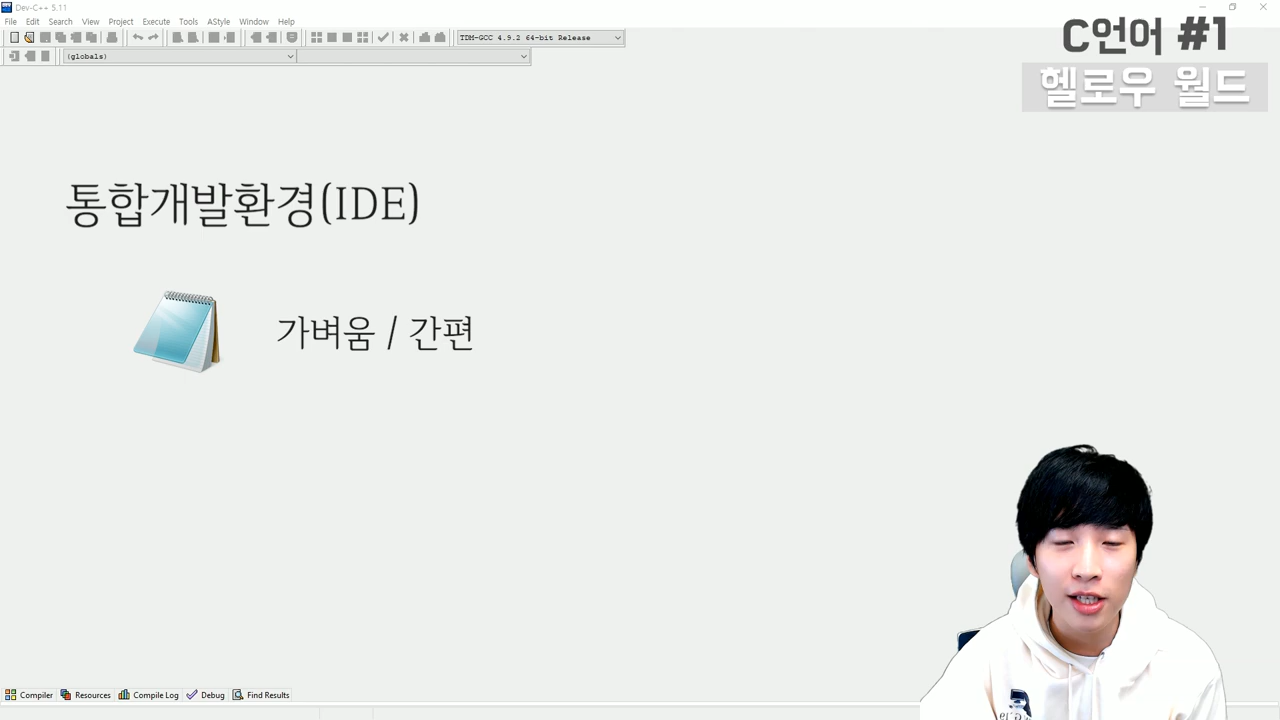 Dev-C++ 5.11
File Edit Search View Project Execute Tools AStyle Window Help
TDM-GCC 4.9.2 64-bit Release
(globals)
C언어 #1
헬로우 월드
통합개발환경(IDE)
가벼움 / 간편
Compiler Resources Compile Log Debug Find Results